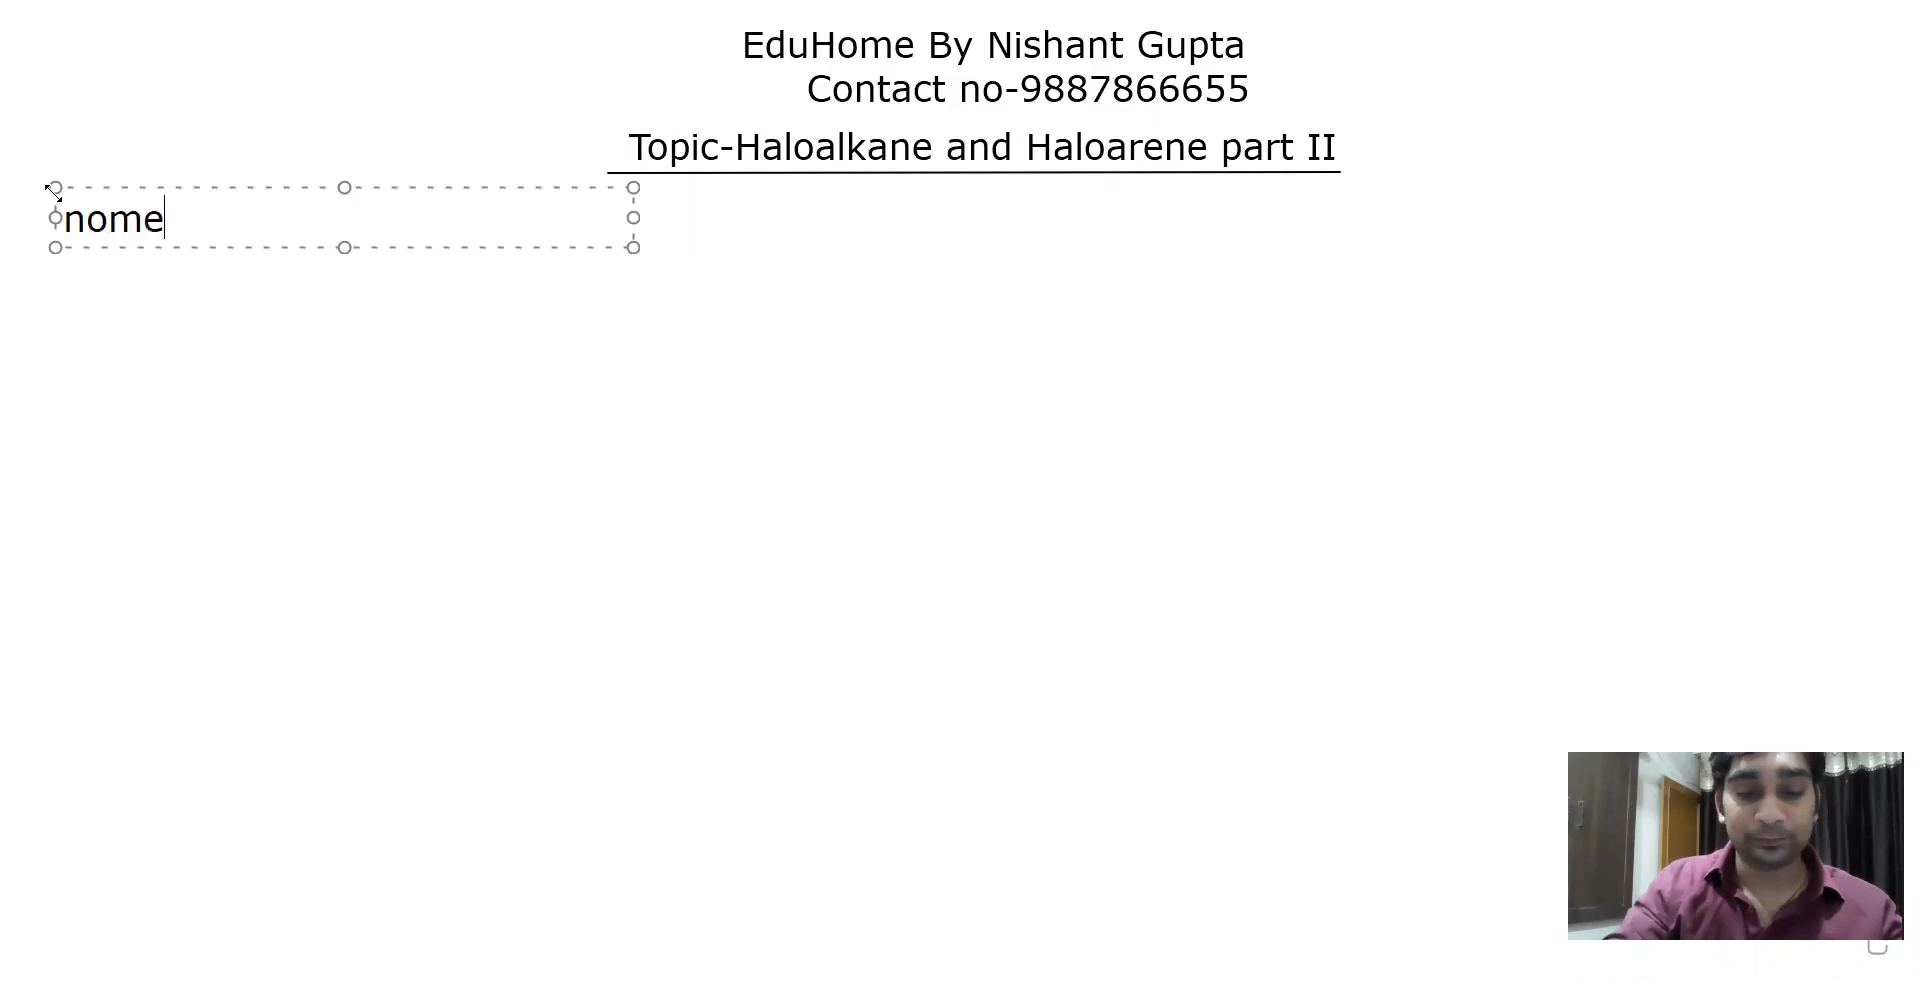 EduHome By Nishant Gupta
Contact no-9887866655
Topic-Haloalkane and Haloarene part II
nome